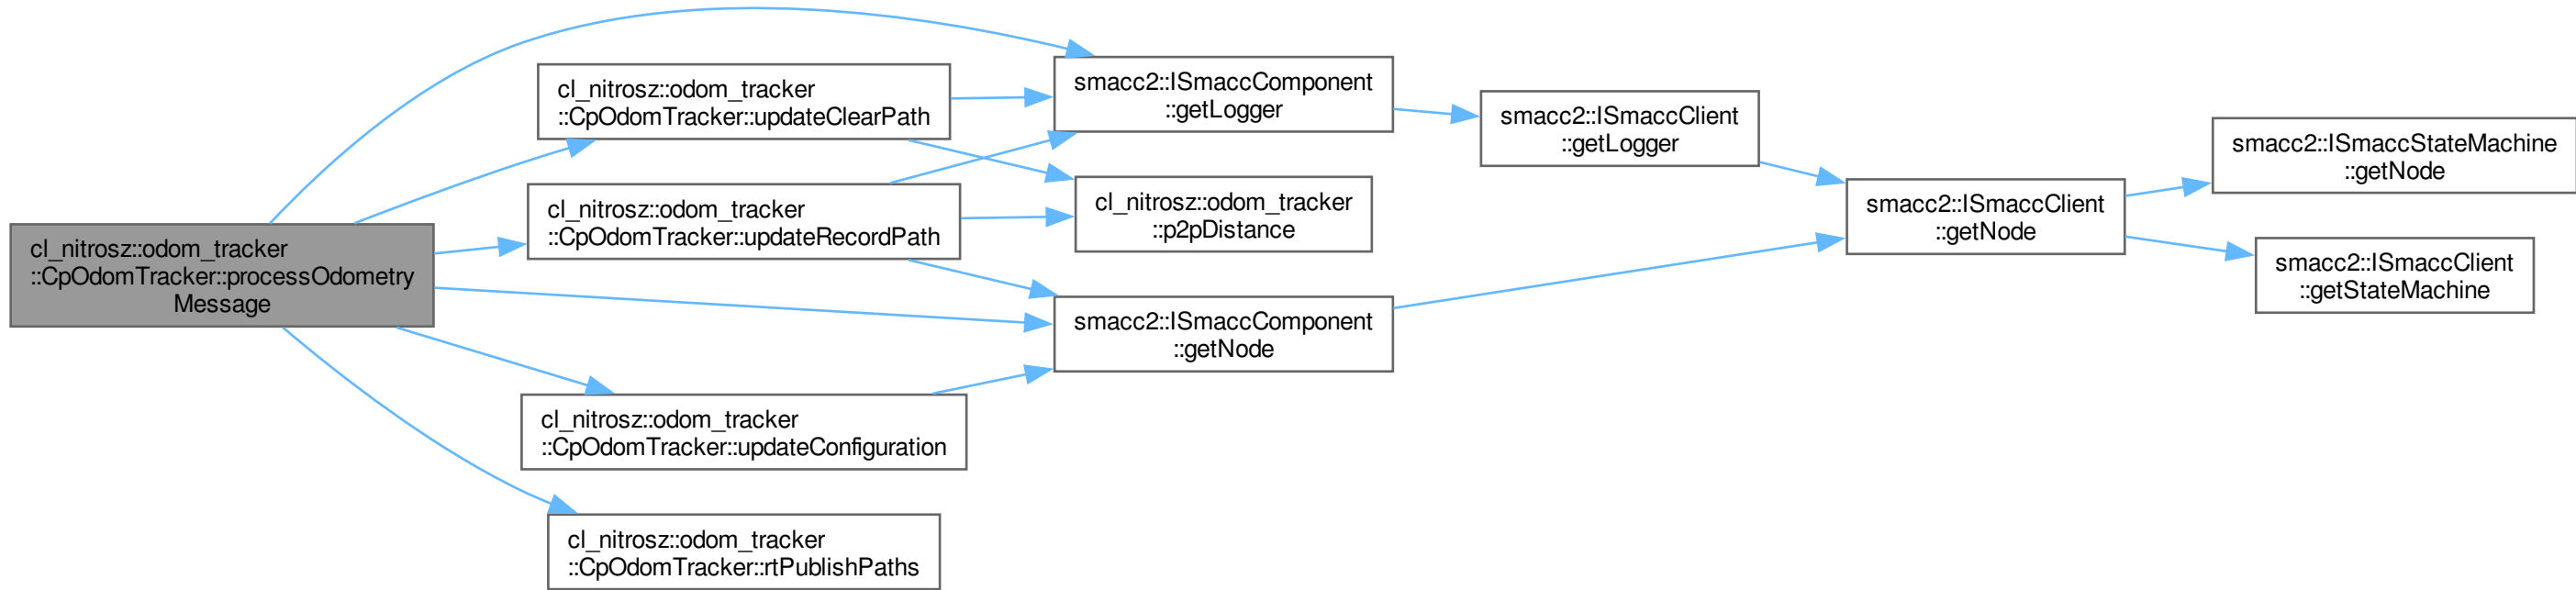 cl_nitrosz::odom_tracker
::CpOdomTracker::processOdometry
Message
cl_nitrosz::odom_tracker
::CpOdomTracker::updateClearPath
cl_nitrosz::odom_tracker
::CpOdomTracker::updateRecordPath
cl_nitrosz::odom_tracker
::CpOdomTracker::updateConfiguration
cl_nitrosz::odom_tracker
::CpOdomTracker::rtPublishPaths
smacc2::ISmaccComponent
::getLogger
cl_nitrosz::odom_tracker
::p2pDistance
smacc2::ISmaccComponent
::getNode
smacc2::ISmaccClient
::getLogger
smacc2::ISmaccClient
::getNode
smacc2::ISmaccStateMachine
::getNode
smacc2::ISmaccClient
::getStateMachine